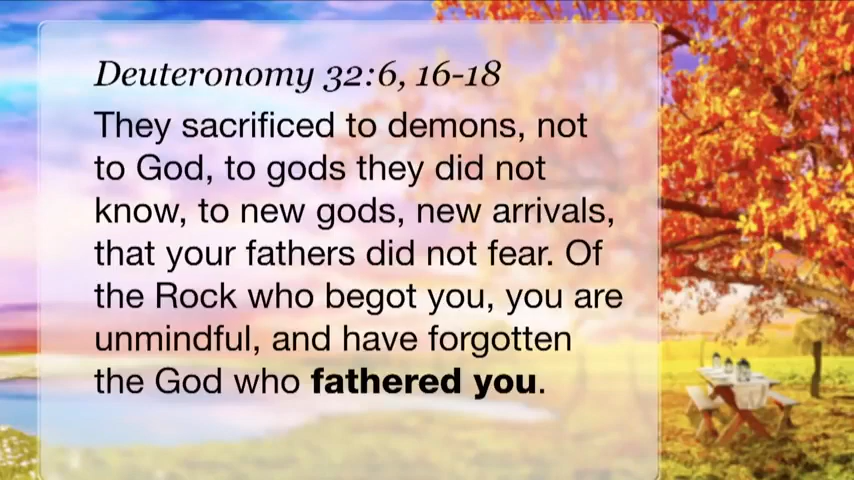 Deuteronomy 32:6, 16-18
They sacrificed to demons, not
to God, to gods they did not
know, to new gods, new arrivals,
that your fathers did not fear. Of
the Rock who begot you, you are
unmindful, and have forgotten
the God who fathered you.